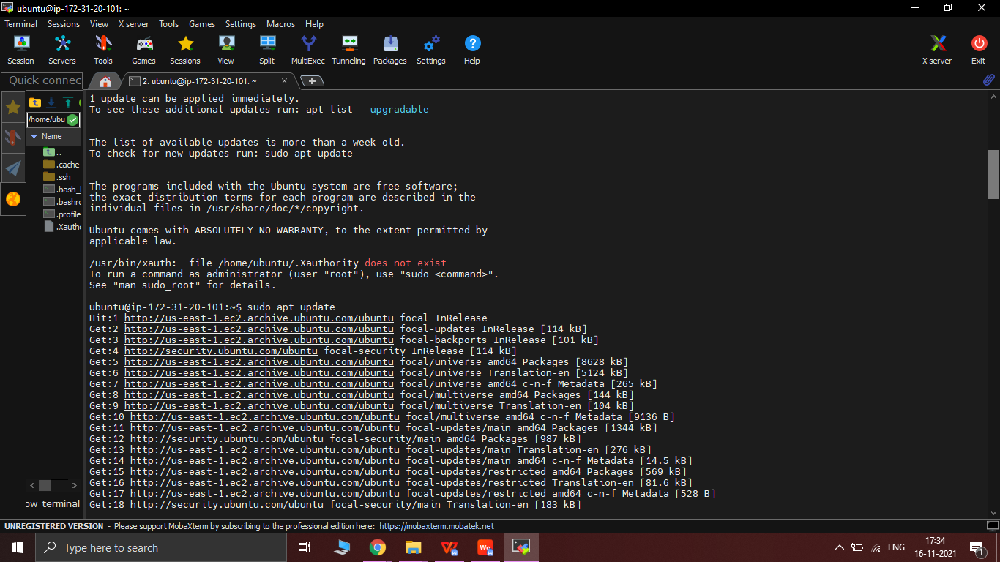 ubuntu@ip-172-31-20-101: ~
Terminal Sessions View X server Tools Games Settings Macros Help
Session Servers Tools Games Sessions View Split MultiExec Tunneling Packages Settings Help X server Exit
Quick connec
2. ubuntu@ip-172-31-20-101: ~
/home/ubu
Name
..
.cache
.ssh
.bash_
.bashrc
.profile
.Xautho
ow terminal
1 update can be applied immediately.
To see these additional updates run: apt list --upgradable
The list of available updates is more than a week old.
To check for new updates run: sudo apt update
The programs included with the Ubuntu system are free software;
the exact distribution terms for each program are described in the
individual files in /usr/share/doc/*/copyright.
Ubuntu comes with ABSOLUTELY NO WARRANTY, to the extent permitted by
applicable law.
/usr/bin/xauth:  file /home/ubuntu/.Xauthority does not exist
To run a command as administrator (user "root"), use "sudo <command>".
See "man sudo_root" for details.
ubuntu@ip-172-31-20-101:~$ sudo apt update
Hit:1 http://us-east-1.ec2.archive.ubuntu.com/ubuntu focal InRelease
Get:2 http://us-east-1.ec2.archive.ubuntu.com/ubuntu focal-updates InRelease [114 kB]
Get:3 http://us-east-1.ec2.archive.ubuntu.com/ubuntu focal-backports InRelease [101 kB]
Get:4 http://security.ubuntu.com/ubuntu focal-security InRelease [114 kB]
Get:5 http://us-east-1.ec2.archive.ubuntu.com/ubuntu focal/universe amd64 Packages [8628 kB]
Get:6 http://us-east-1.ec2.archive.ubuntu.com/ubuntu focal/universe Translation-en [5124 kB]
Get:7 http://us-east-1.ec2.archive.ubuntu.com/ubuntu focal/universe amd64 c-n-f Metadata [265 kB]
Get:8 http://us-east-1.ec2.archive.ubuntu.com/ubuntu focal/multiverse amd64 Packages [144 kB]
Get:9 http://us-east-1.ec2.archive.ubuntu.com/ubuntu focal/multiverse Translation-en [104 kB]
Get:10 http://us-east-1.ec2.archive.ubuntu.com/ubuntu focal/multiverse amd64 c-n-f Metadata [9136 B]
Get:11 http://us-east-1.ec2.archive.ubuntu.com/ubuntu focal-updates/main amd64 Packages [1344 kB]
Get:12 http://security.ubuntu.com/ubuntu focal-security/main amd64 Packages [987 kB]
Get:13 http://us-east-1.ec2.archive.ubuntu.com/ubuntu focal-updates/main Translation-en [276 kB]
Get:14 http://us-east-1.ec2.archive.ubuntu.com/ubuntu focal-updates/main amd64 c-n-f Metadata [14.5 kB]
Get:15 http://us-east-1.ec2.archive.ubuntu.com/ubuntu focal-updates/restricted amd64 Packages [569 kB]
Get:16 http://us-east-1.ec2.archive.ubuntu.com/ubuntu focal-updates/restricted Translation-en [81.6 kB]
Get:17 http://us-east-1.ec2.archive.ubuntu.com/ubuntu focal-updates/restricted amd64 c-n-f Metadata [528 B]
Get:18 http://security.ubuntu.com/ubuntu focal-security/main Translation-en [183 kB]
UNREGISTERED VERSION - Please support MobaXterm by subscribing to the professional edition here: https://mobaxterm.mobatek.net
Type here to search
ENG
17:34
16-11-2021
1